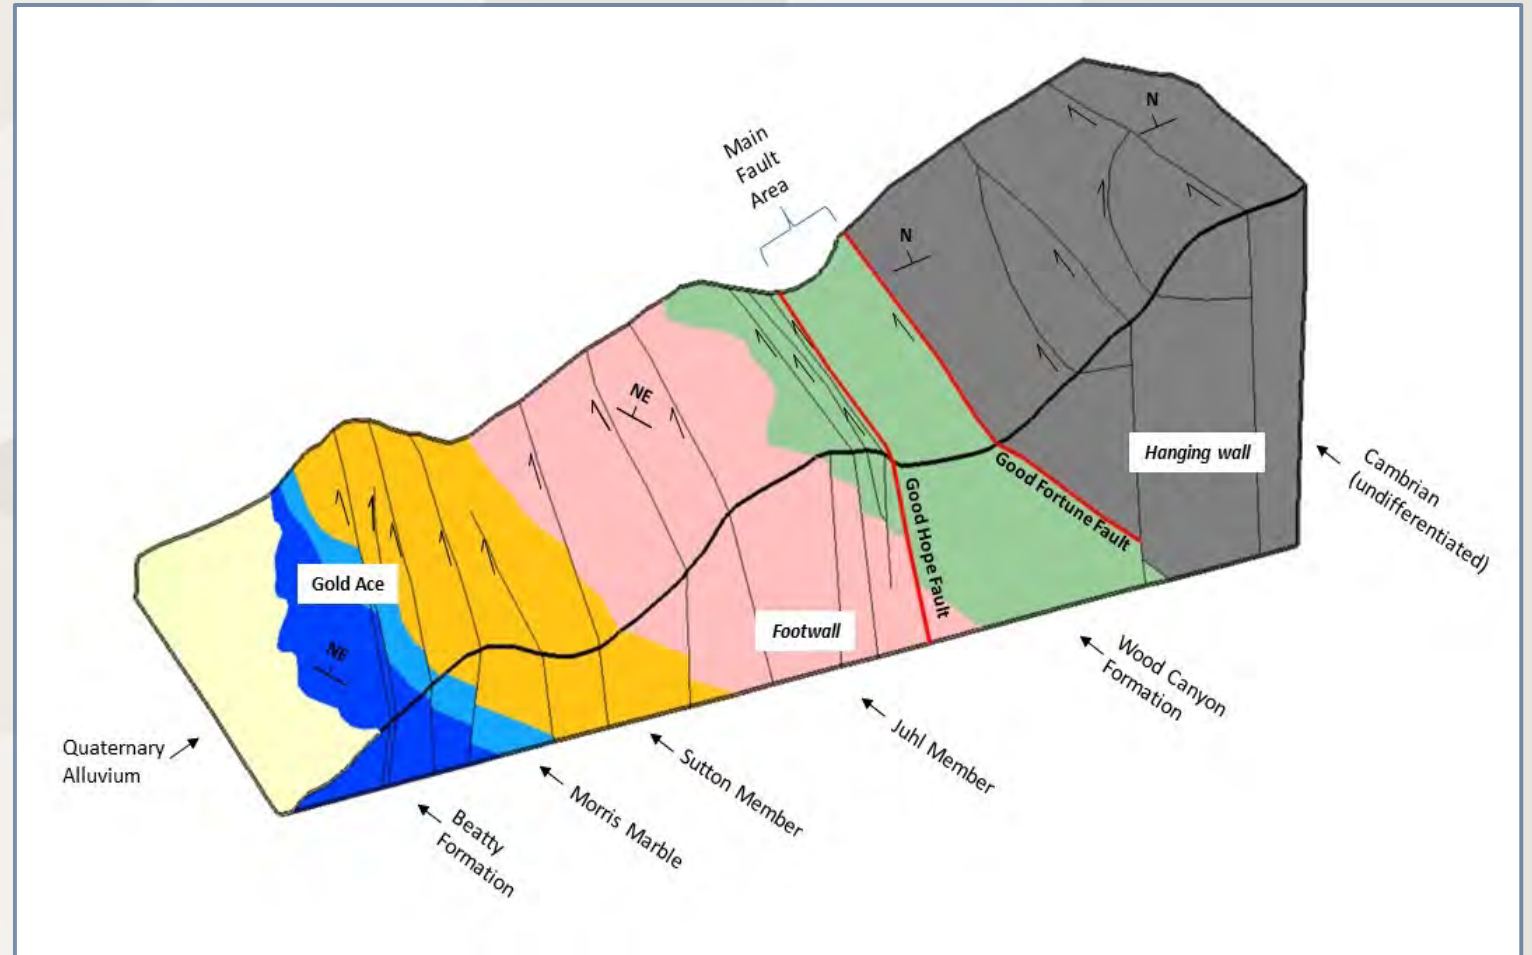 Main
Fault
Area
N
N
NE
Hanging wall
Cambrian
(undifferentiated)
Good Fortune Fault
Good Hope Fault
Gold Ace
Footwall
NE
Wood Canyon
Formation
Juhl Member
Quaternary
Alluvium
Sutton Member
Morris Marble
Beatty
Formation